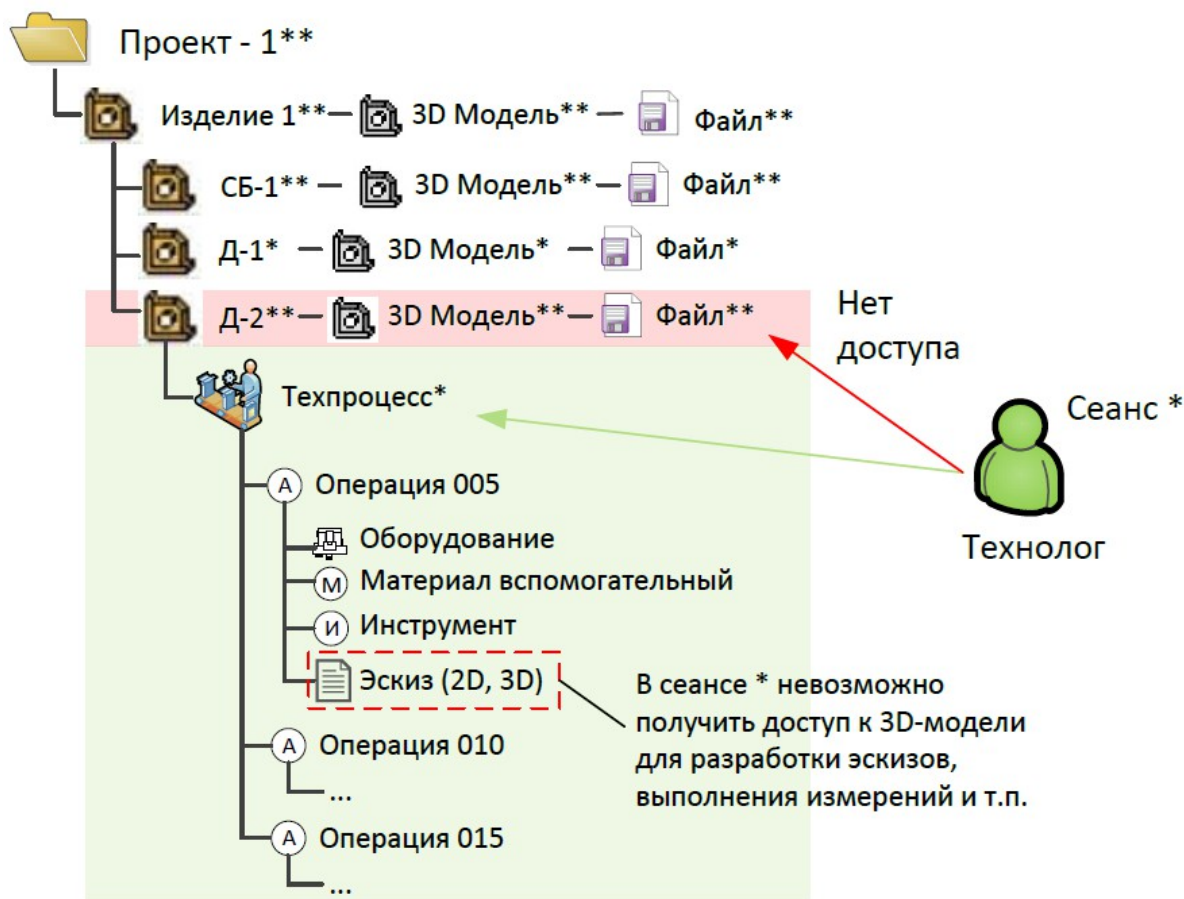 Проект - 1**
Изделие 1** 3D Модель** Файл**
СБ-1** 3D Модель** Файл**
Д-1* 3D Модель* Файл*
Д-2** 3D Модель** Файл**
Нет
доступа
Техпроцесс*
Сеанс *
Технолог
А Операция 005
Оборудование
М Материал вспомогательный
И Инструмент
Эскиз (2D, 3D)
В сеансе * невозможно
получить доступ к 3D-модели
для разработки эскизов,
выполнения измерений и т.п.
А Операция 010
...
А Операция 015
...